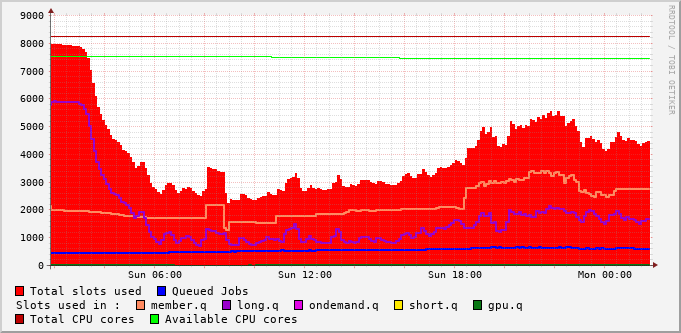 RRDTOOL / TOBI OETIKER
9000
8000
7000
6000
5000
4000
3000
2000
1000
0
Sun 06:00 Sun 12:00 Sun 18:00 Mon 00:00
Total slots used Queued Jobs
Slots used in : member.q long.q ondemand.q short.q gpu.q
Total CPU cores Available CPU cores